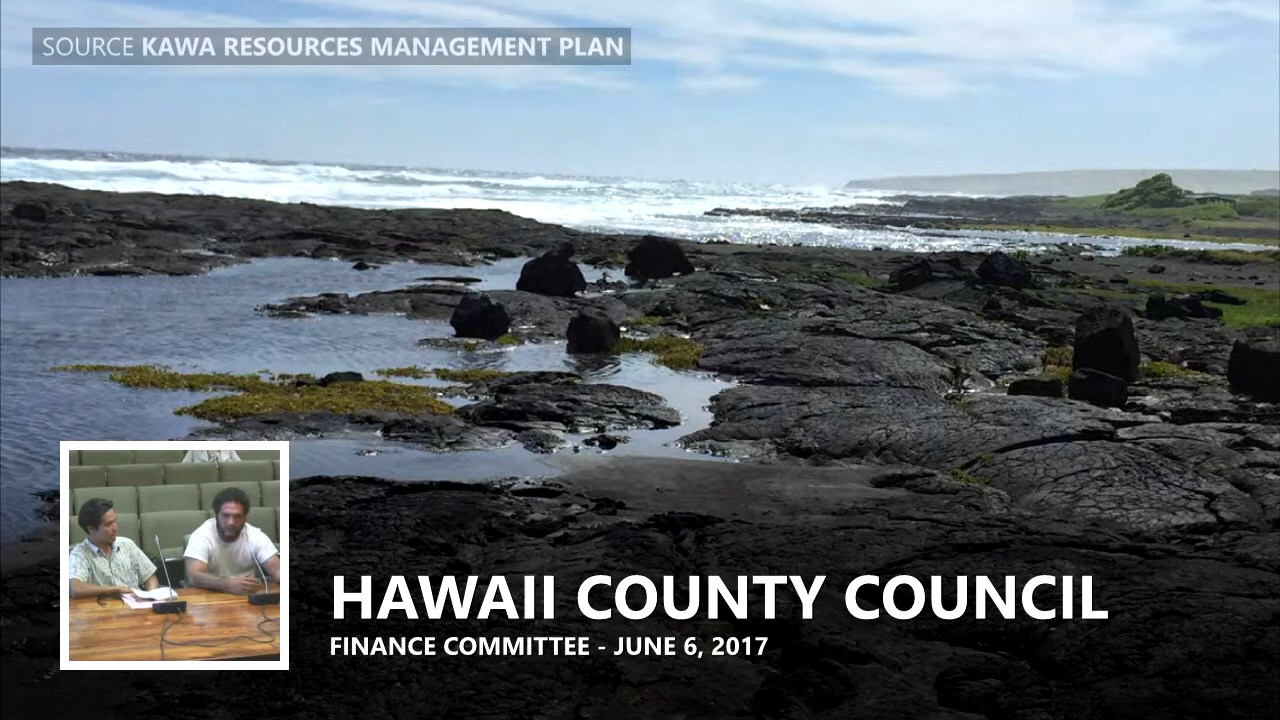 SOURCE KAWA RESOURCES MANAGEMENT PLAN
HAWAII COUNTY COUNCIL
FINANCE COMMITTEE - JUNE 6, 2017